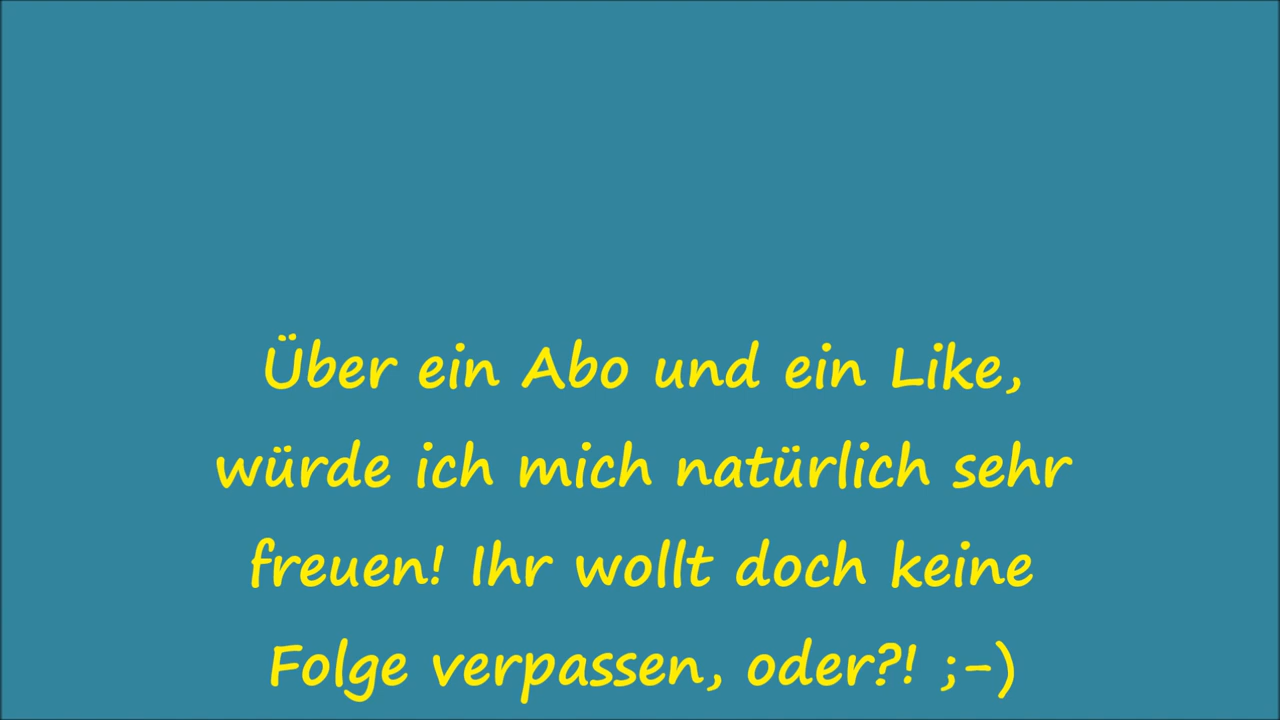 Über ein Abo und ein Like,
würde ich mich natürlich sehr
freuen! Ihr wollt doch keine
Folge verpassen, oder?! ;-)